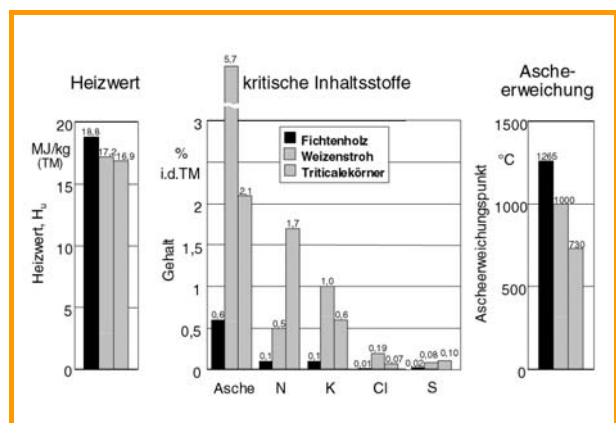 Heizwert
kritische Inhaltsstoffe
Asche-
erweichung
20
MJ/kg
(TM)
15
10
5
0
Heizwert, Hu
18,8
17,2
16,9
3
%
i.d.TM
2
1,5
1
0,5
0
Gehalt
Fichtenholz
Weizenstroh
Triticalekörner
0,6
5,7
2,1
0,1
0,5
1,7
0,1
1,0
0,6
0,01
0,19
0,07
0,02
0,08
0,10
Asche N K Cl S
1500
°C
1000
500
0
Ascheerweichungspunkt
1265
1000
730